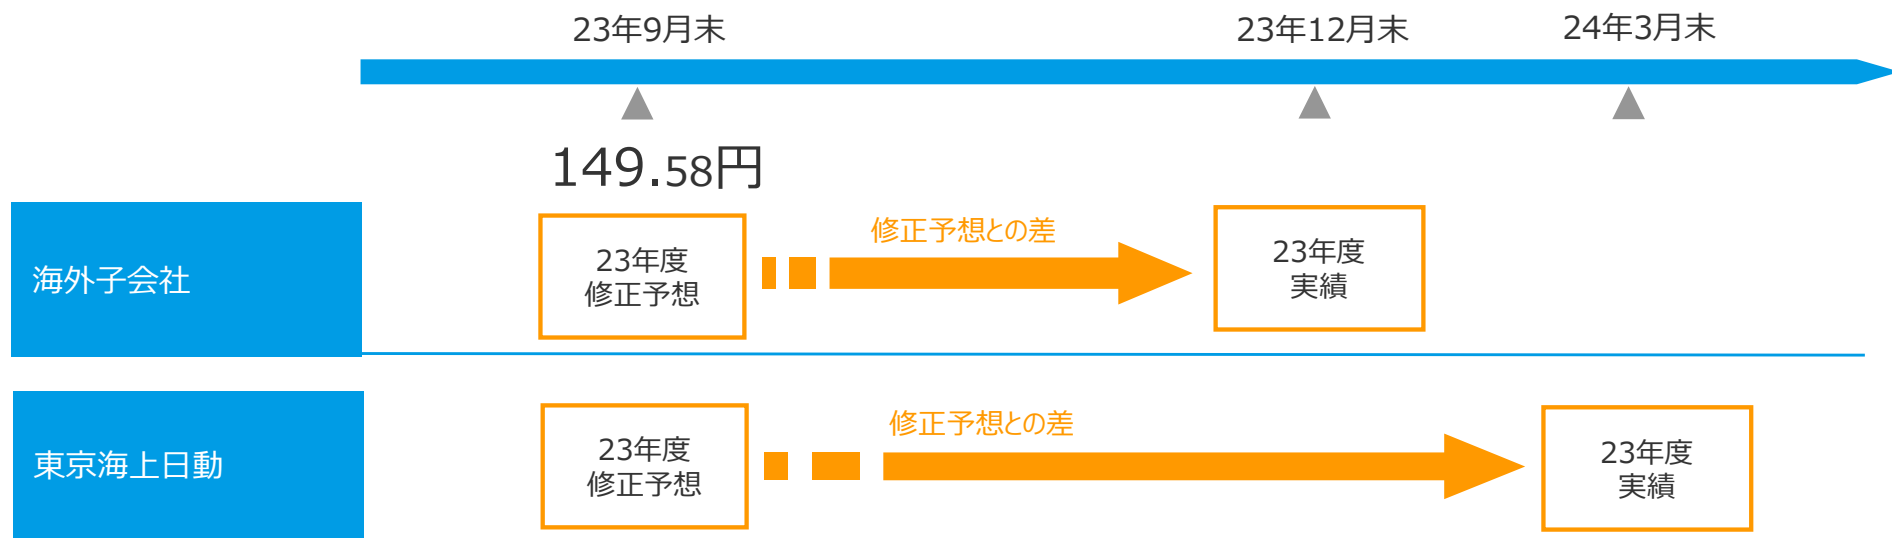 23年9月末
23年12月末
24年3月末
149.58円
海外子会社
23年度
修正予想
修正予想との差
23年度
実績
東京海上日動
23年度
修正予想
修正予想との差
23年度
実績